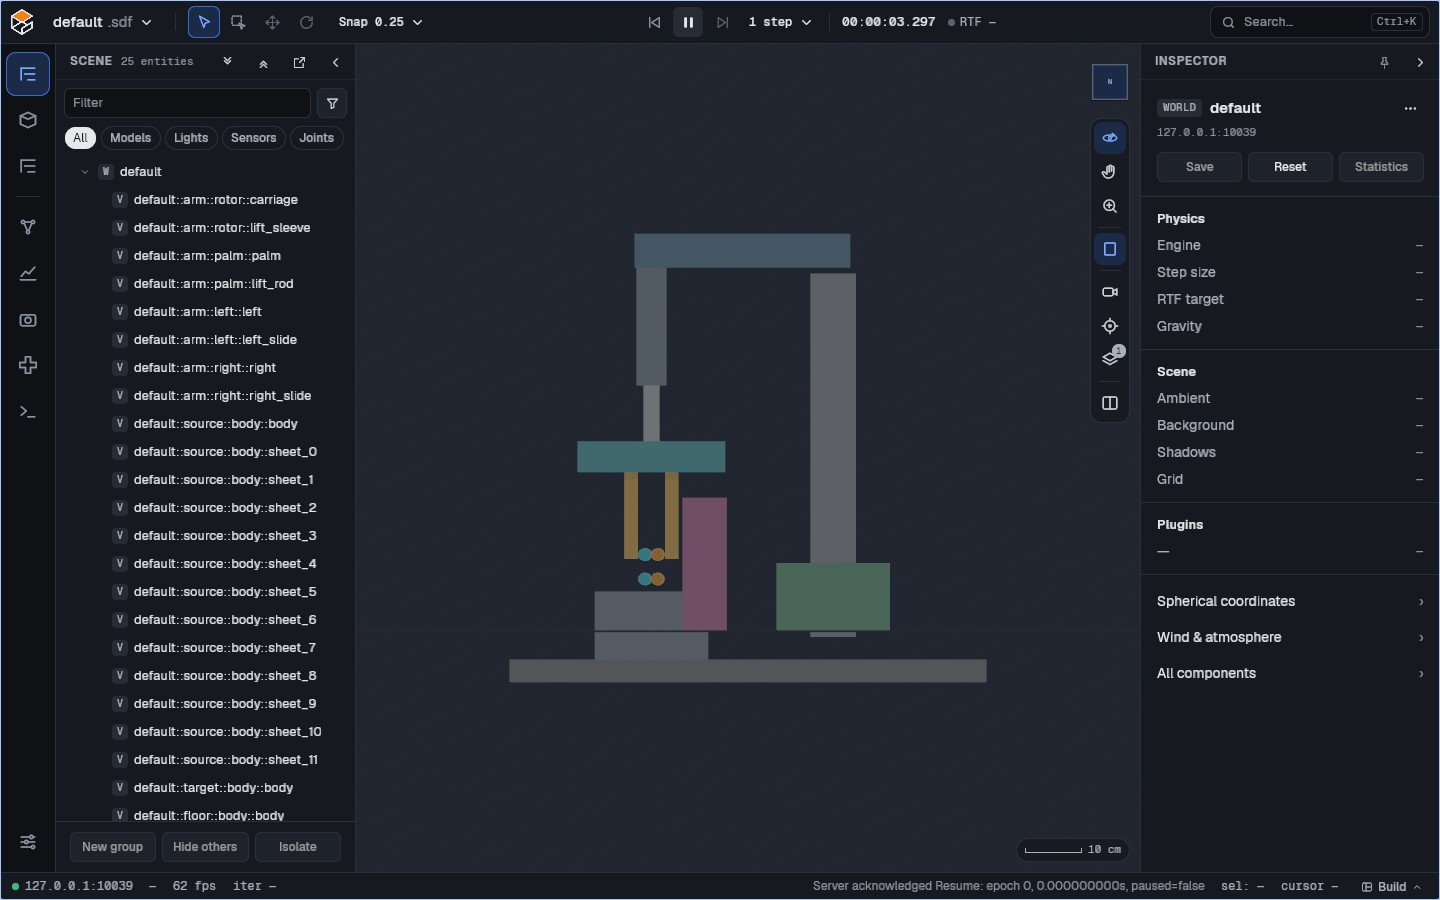 default .sdf
Snap 0.25
1 step
00:00:03.297
RTF –
Search...
Ctrl+K
SCENE 25 entities
Filter
All
Models
Lights
Sensors
Joints
W default
V default::arm::rotor::carriage
V default::arm::rotor::lift_sleeve
V default::arm::palm::palm
V default::arm::palm::lift_rod
V default::arm::left::left
V default::arm::left::left_slide
V default::arm::right::right
V default::arm::right::right_slide
V default::source::body::body
V default::source::body::sheet_0
V default::source::body::sheet_1
V default::source::body::sheet_2
V default::source::body::sheet_3
V default::source::body::sheet_4
V default::source::body::sheet_5
V default::source::body::sheet_6
V default::source::body::sheet_7
V default::source::body::sheet_8
V default::source::body::sheet_9
V default::source::body::sheet_10
V default::source::body::sheet_11
V default::target::body::body
V default::floor::body::body
New group
Hide others
Isolate
N
1
10 cm
INSPECTOR
WORLD default
127.0.0.1:10039
Save
Reset
Statistics
Physics
Engine –
Step size –
RTF target –
Gravity –
Scene
Ambient –
Background –
Shadows –
Grid –
Plugins
— –
Spherical coordinates
Wind & atmosphere
All components
127.0.0.1:10039 – 62 fps iter –
Server acknowledged Resume: epoch 0, 0.000000000s, paused=false
sel: –
cursor –
Build